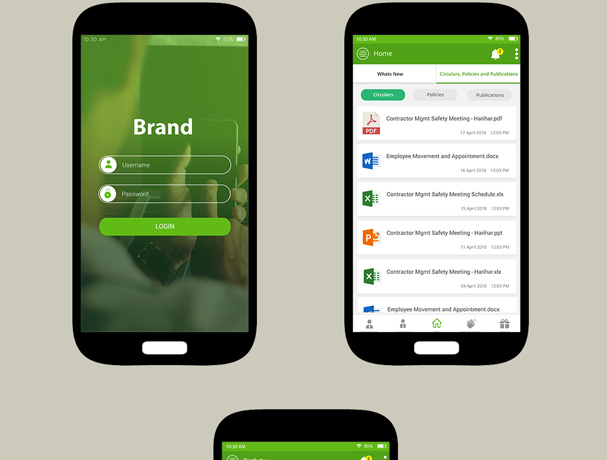 10:30 AM 83%
Brand
Username
Password
LOGIN
10:30 AM 83%
Home 2
Whats New Circulars, Policies and Publications
Circulars Policies Publications
Contractor Mgmt Safety Meeting - Harihar.pdf
PDF
17 April 2018 12:03 PM
Employee Movement and Appointment.docx
W
16 April 2018 12:03 PM
Contractor Mgmt Safety Meeting Schedule.xlx
X
15 April 2018 12:03 PM
Contractor Mgmt Safety Meeting - Harihar.ppt
P
11 April 2018 12:03 PM
Contractor Mgmt Safety Meeting - Harihar.xlx
X
09 April 2018 12:03 PM
Employee Movement and Appointment.docx
10:30 AM 83%